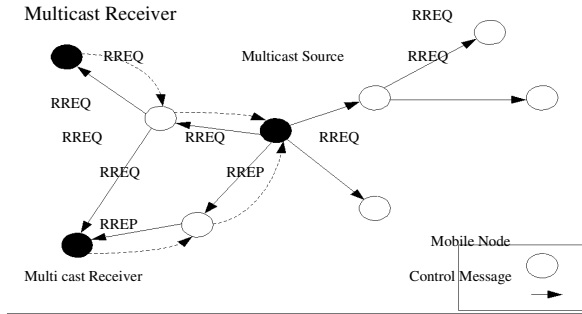 Multicast Receiver
RREQ
Multicast Source
RREQ
RREQ
RREQ
RREQ
RREQ
RREQ
RREQ
RREP
RREP
Mobile Node
Multi cast Receiver
Control Message